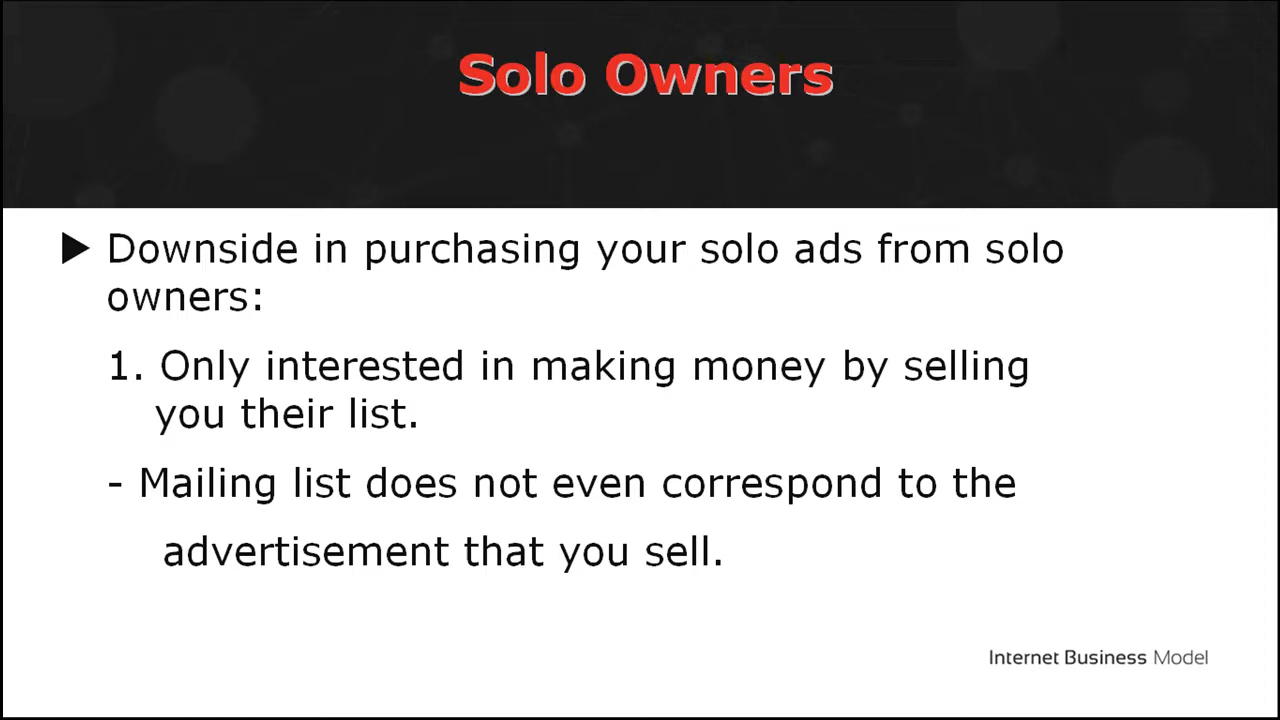 Solo Owners
▶ Downside in purchasing your solo ads from solo
owners:
1. Only interested in making money by selling
you their list.
- Mailing list does not even correspond to the
advertisement that you sell.
Internet Business Model